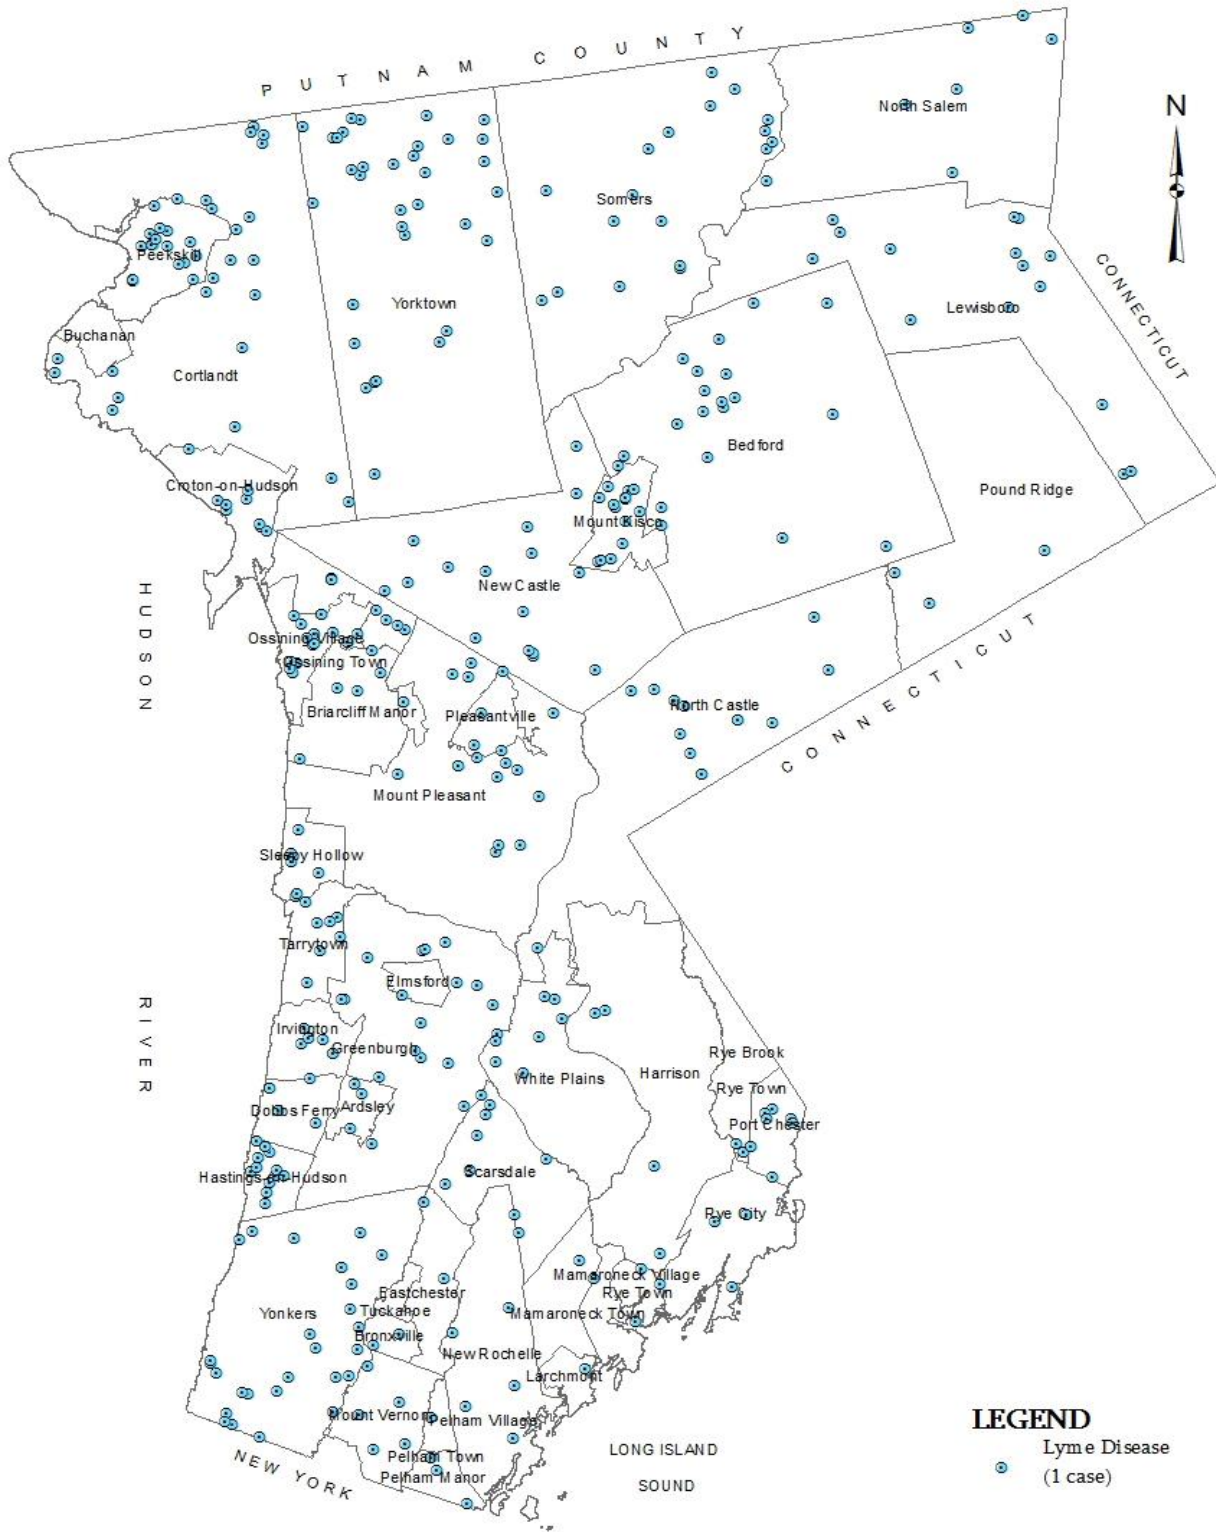 PUTNAM COUNTY
N
North Salem
Somers
Peekskill
Yorktown
Lewisboro
CONNECTICUT
Buchanan
Cortlandt
Bedford
Croton-on-Hudson
Pound Ridge
Mount Kisco
New Castle
HUDSON
Ossining Village
Ossining Town
Briarcliff Manor
Pleasantville
North Castle
CONNECTICUT
Mount Pleasant
Sleepy Hollow
Tarrytown
Elmsford
RIVER
Irvington
Greenburgh
Rye Brook
White Plains
Harrison
Rye Town
Dobbs Ferry
Ardsley
Port Chester
Hastings-on-Hudson
Scarsdale
Rye City
Mamaroneck Village
Eastchester
Rye Town
Yonkers
Tuckahoe
Mamaroneck Town
Bronxville
New Rochelle
Larchmont
Mount Vernon
Pelham Village
Pelham Town
Pelham Manor
NEW YORK
LONG ISLAND
SOUND
LEGEND
Lyme Disease
(1 case)